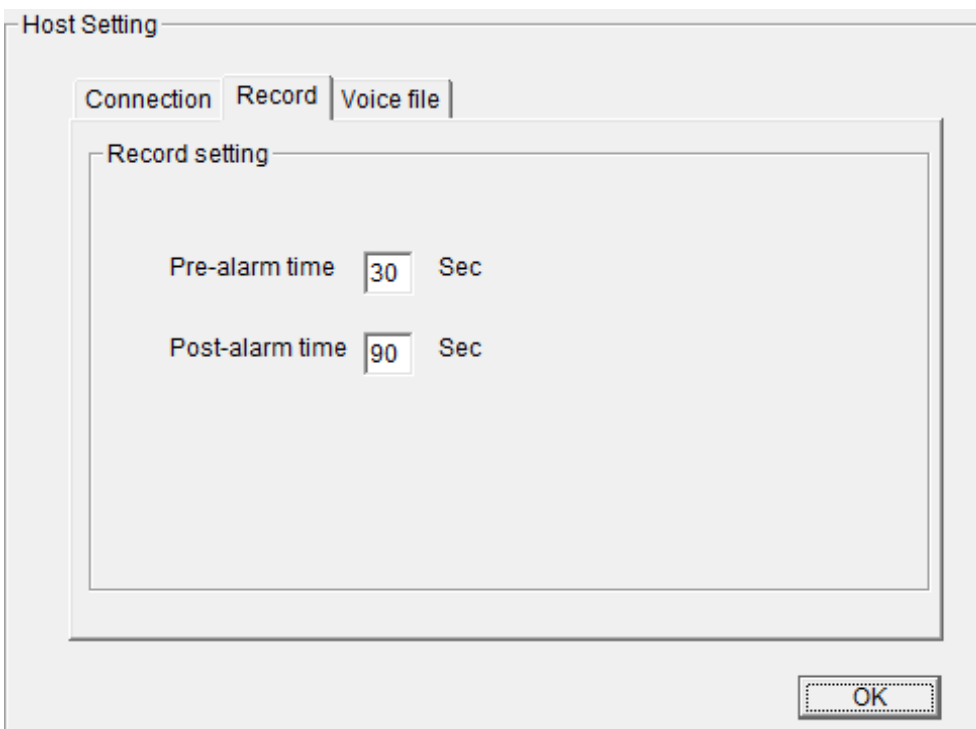 Host Setting
Connection Record Voice file
Record setting
Pre-alarm time 30 Sec
Post-alarm time 90 Sec
OK